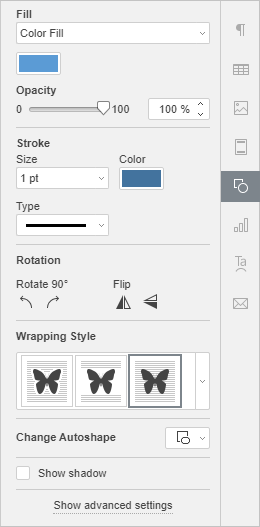 Fill
Color Fill
Opacity
0 100 100 %
Stroke
Size Color
1 pt
Type
Rotation
Rotate 90° Flip
Wrapping Style
Change Autoshape
Show shadow
Show advanced settings
Ta